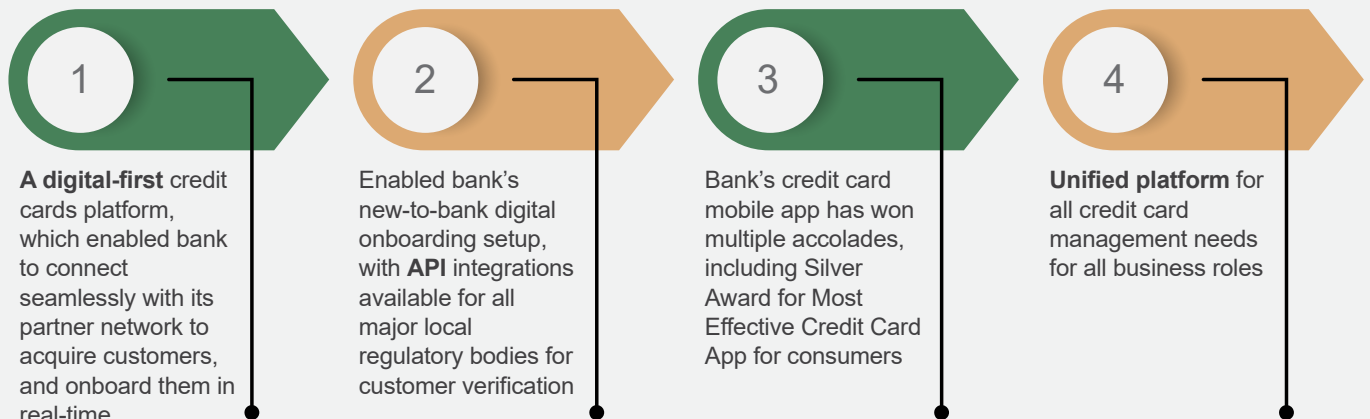 1
A digital-first credit
cards platform,
which enabled bank
to connect
seamlessly with its
partner network to
acquire customers,
and onboard them in
real-time
2
Enabled bank's
new-to-bank digital
onboarding setup,
with API integrations
available for all
major local
regulatory bodies for
customer verification
3
Bank's credit card
mobile app has won
multiple accolades,
including Silver
Award for Most
Effective Credit Card
App for consumers
4
Unified platform for
all credit card
management needs
for all business roles